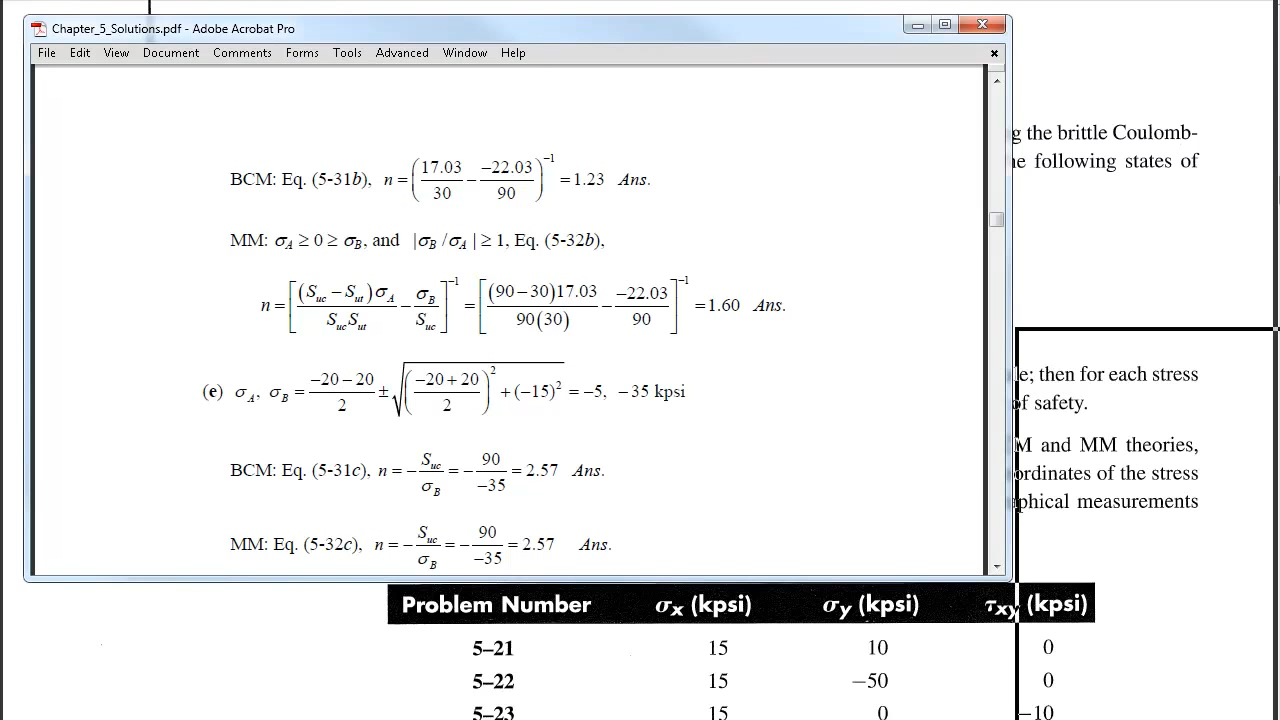 Chapter_5_Solutions.pdf - Adobe Acrobat Pro
File Edit View Document Comments Forms Tools Advanced Window Help
BCM: Eq. (5-31b), n = (17.03/30 − −22.03/90)^−1 = 1.23 Ans.
MM: σA ≥ 0 ≥ σB, and |σB / σA| ≥ 1, Eq. (5-32b),
n = [(Suc − Sut)σA/SucSut − σB/Suc]^−1 = [(90−30)17.03/90(30) − −22.03/90]^−1 = 1.60 Ans.
(e) σA, σB = −20−20/2 ± √((−20+20/2)^2 + (−15)^2) = −5, −35 kpsi
BCM: Eq. (5-31c), n = −Suc/σB = −90/−35 = 2.57 Ans.
MM: Eq. (5-32c), n = −Suc/σB = −90/−35 = 2.57 Ans.
g the brittle Coulomb-
e following states of
e; then for each stress
of safety.
M and MM theories,
ordinates of the stress
phical measurements
Problem Number σx (kpsi) σy (kpsi) τxy (kpsi)
5–21 15 10 0
5–22 15 −50 0
5–23 15 0 −10